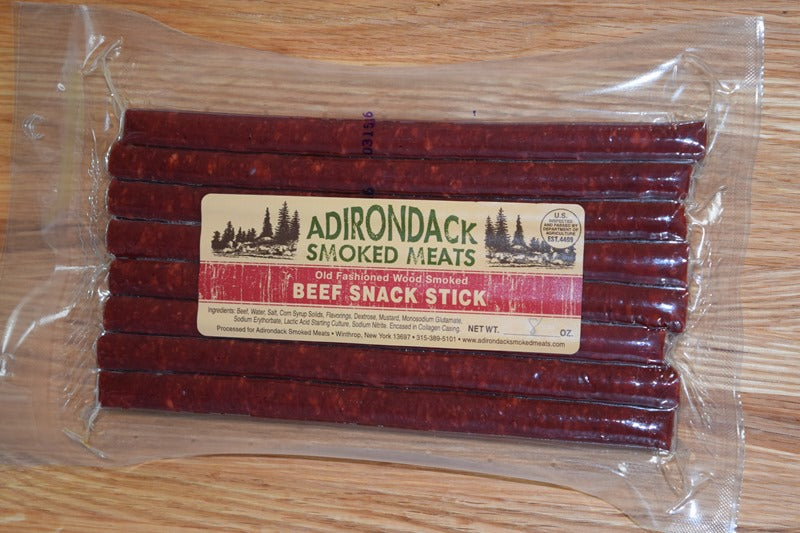 031516
6
ADIRONDACK
SMOKED MEATS
U.S.
INSPECTED
AND PASSED BY
DEPARTMENT OF
AGRICULTURE
EST.4489
Old Fashioned Wood Smoked
BEEF SNACK STICK
Ingredients: Beef, Water, Salt, Corn Syrup Solids, Flavorings, Dextrose, Mustard, Monosodium Glutamate,
Sodium Erythorbate, Lactic Acid Starting Culture, Sodium Nitrite. Encased in Collagen Casing.
NET WT. 8 OZ.
Processed for Adirondack Smoked Meats • Winthrop, New York 13697 • 315-389-5101 • www.adirondacksmokedmeats.com